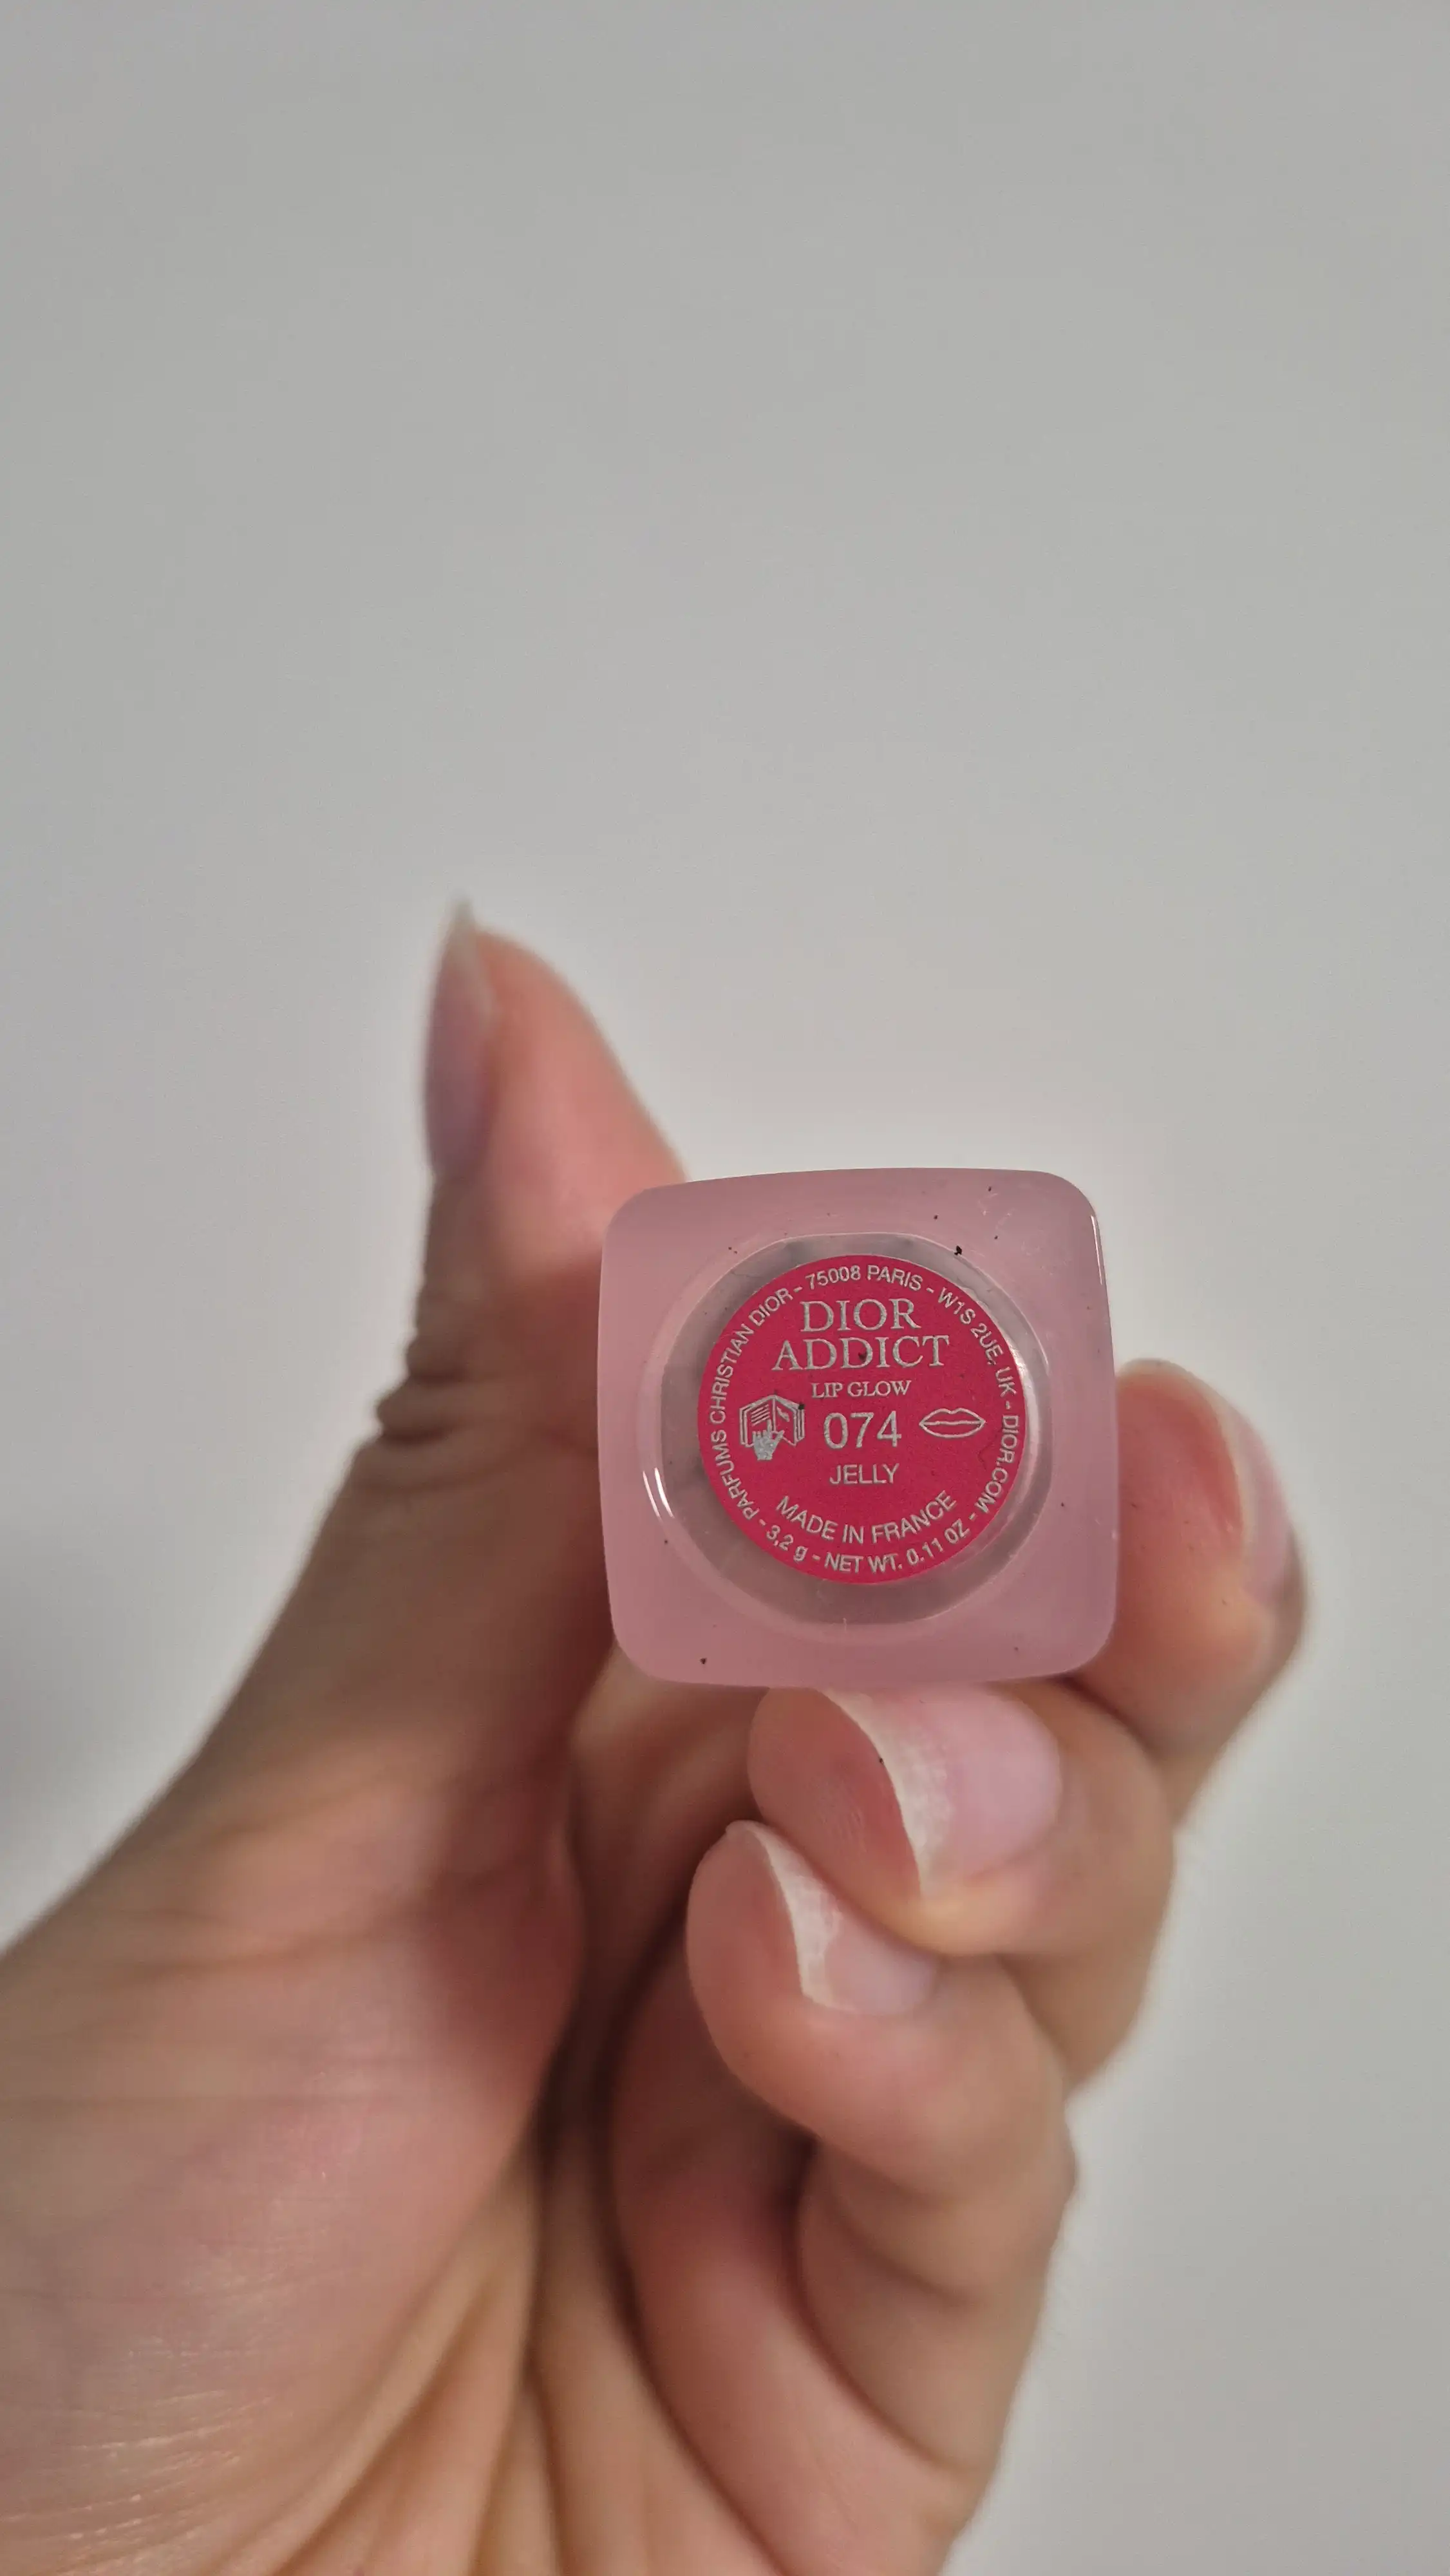 DIOR
ADDICT
LIP GLOW
074
JELLY
MADE IN FRANCE
PARFUMS CHRISTIAN DIOR - 75008 PARIS - W1S 2UE, UK - DIOR.COM - 3,2 g - NET WT. 0.11 OZ -